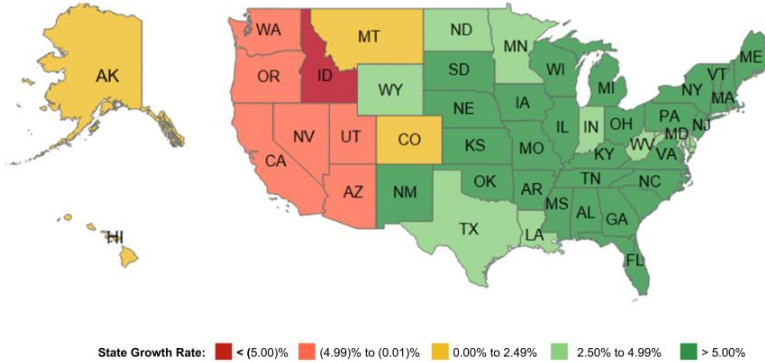 AK
HI
WA
OR
CA
NV
ID
MT
WY
UT
AZ
CO
NM
ND
SD
NE
KS
OK
TX
MN
IA
MO
AR
LA
WI
IL
MS
MI
IN
KY
TN
AL
OH
WV
GA
FL
PA
MD
VA
NC
NY
NJ
VT
MA
ME
State Growth Rate: < (5.00)% (4.99)% to (0.01)% 0.00% to 2.49% 2.50% to 4.99% > 5.00%